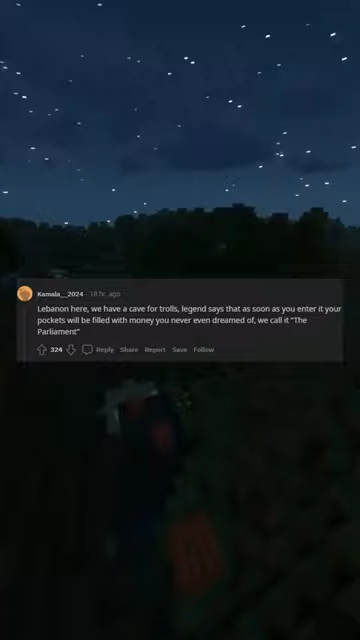 Kamala__2024 · 18 hr. ago
Lebanon here, we have a cave for trolls, legend says that as soon as you enter it your
pockets will be filled with money you never even dreamed of, we call it "The
Parliament"
324 Reply Share Report Save Follow